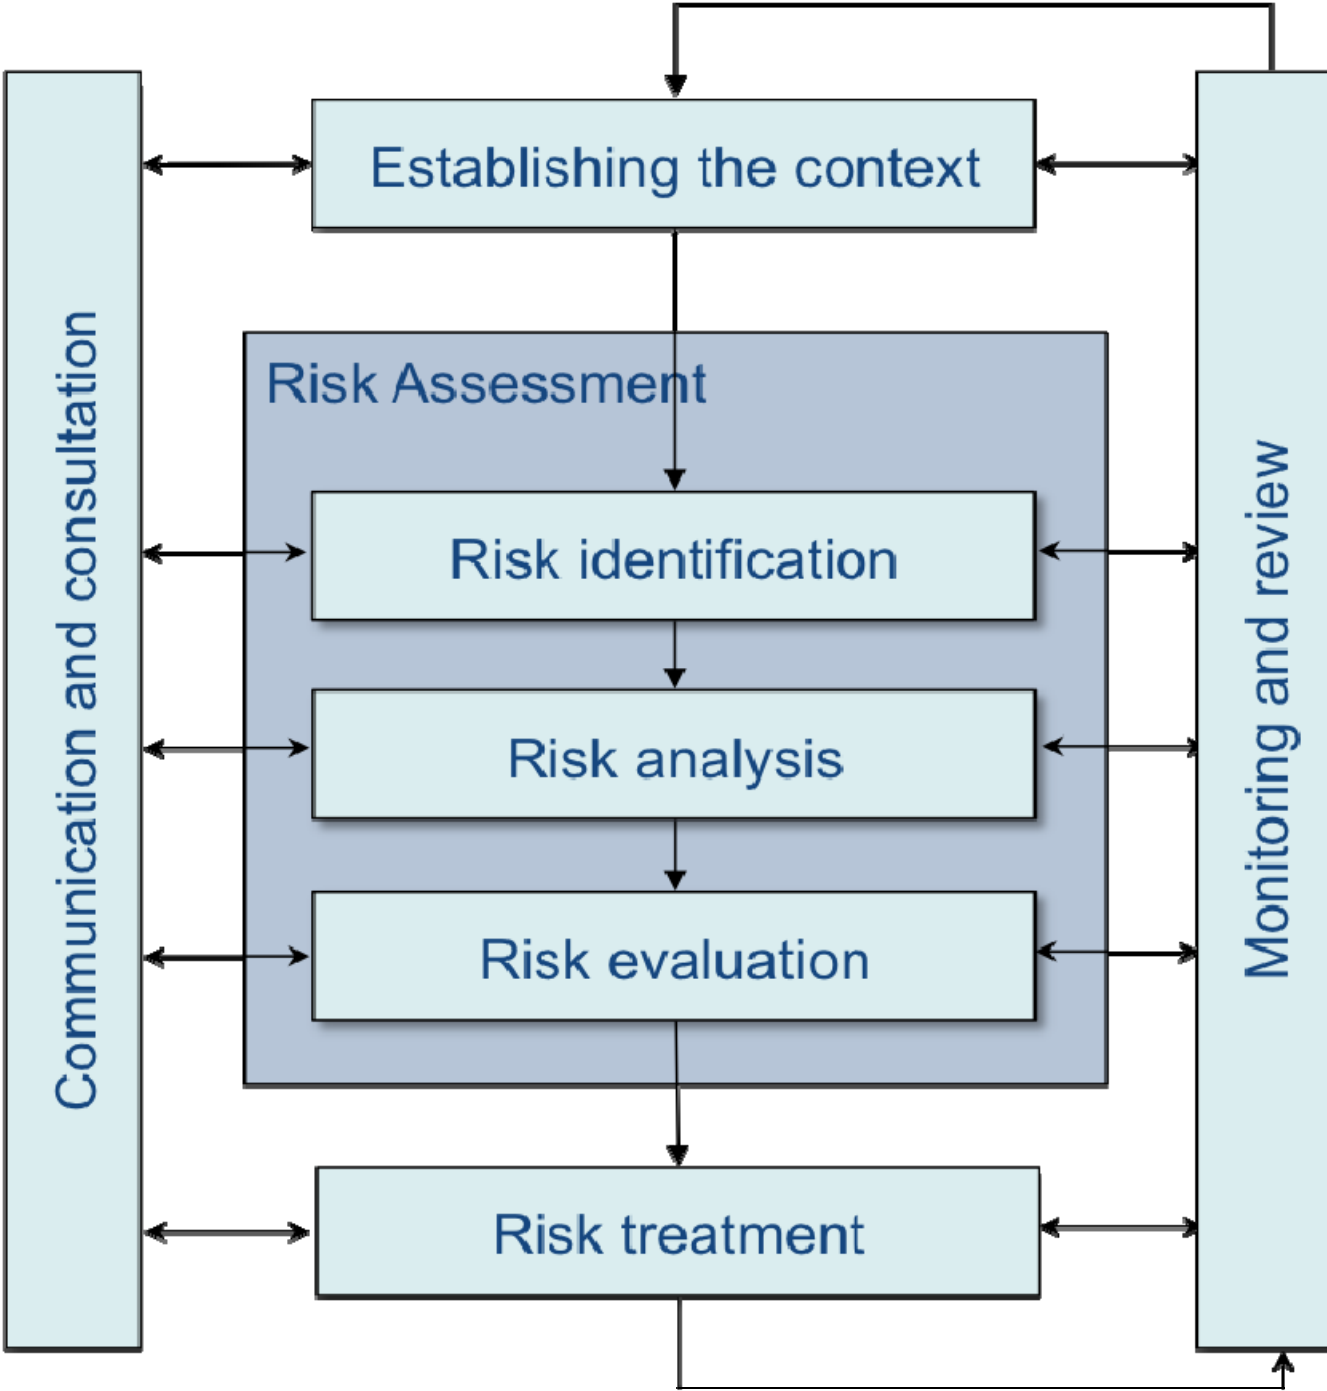 Establishing the context
Communication and consultation
Risk Assessment
Risk identification
Risk analysis
Risk evaluation
Monitoring and review
Risk treatment